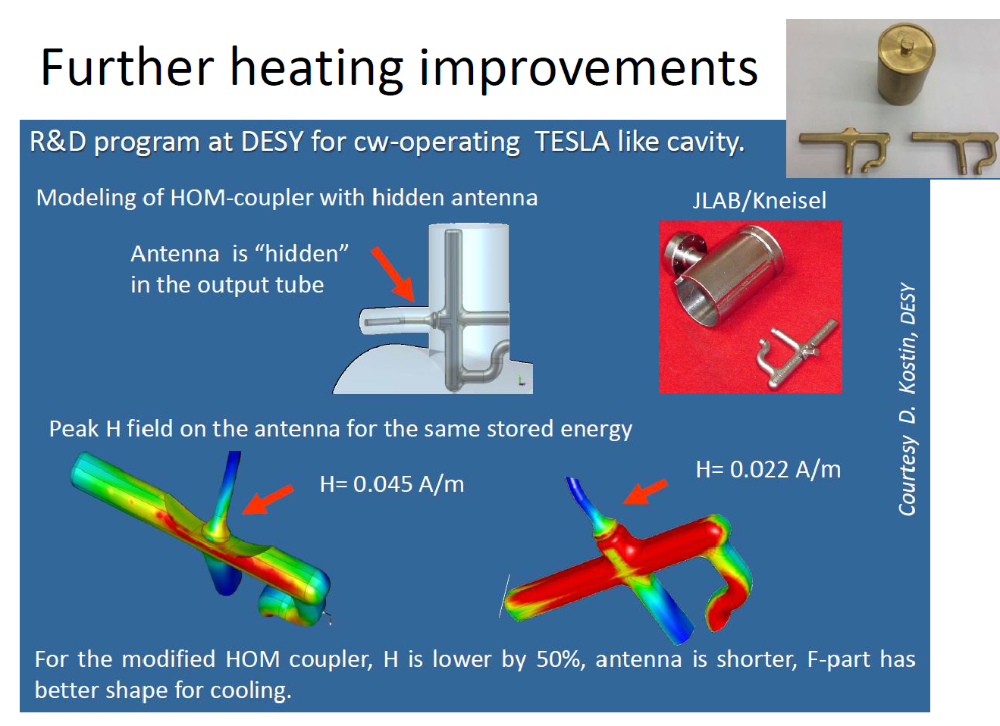 Further heating improvements
R&D program at DESY for cw-operating TESLA like cavity.
Modeling of HOM-coupler with hidden antenna
JLAB/Kneisel
Antenna is “hidden”
in the output tube
Courtesy D. Kostin, DESY
Peak H field on the antenna for the same stored energy
H= 0.045 A/m
H= 0.022 A/m
For the modified HOM coupler, H is lower by 50%, antenna is shorter, F-part has
better shape for cooling.